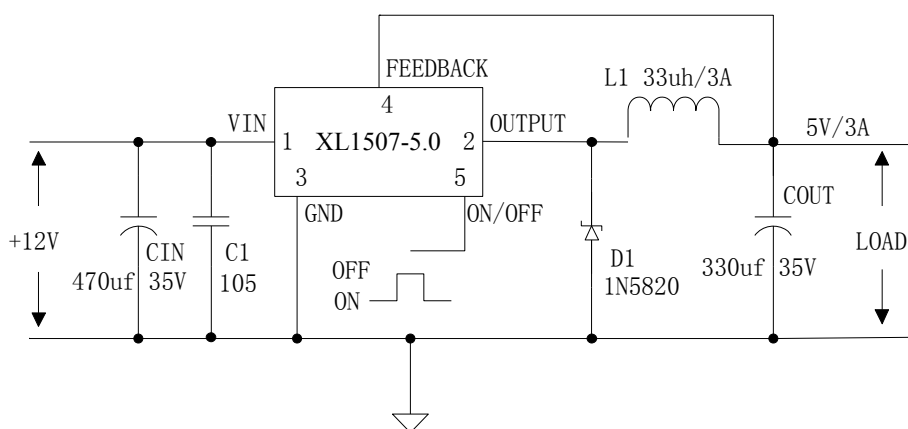 FEEDBACK
L1 33uh/3A
4
VIN
1
XL1507-5.0
2
OUTPUT
5V/3A
3
5
GND
ON/OFF
COUT
+12V
CIN
C1
470uf 35V
105
OFF
ON
D1
1N5820
330uf 35V
LOAD